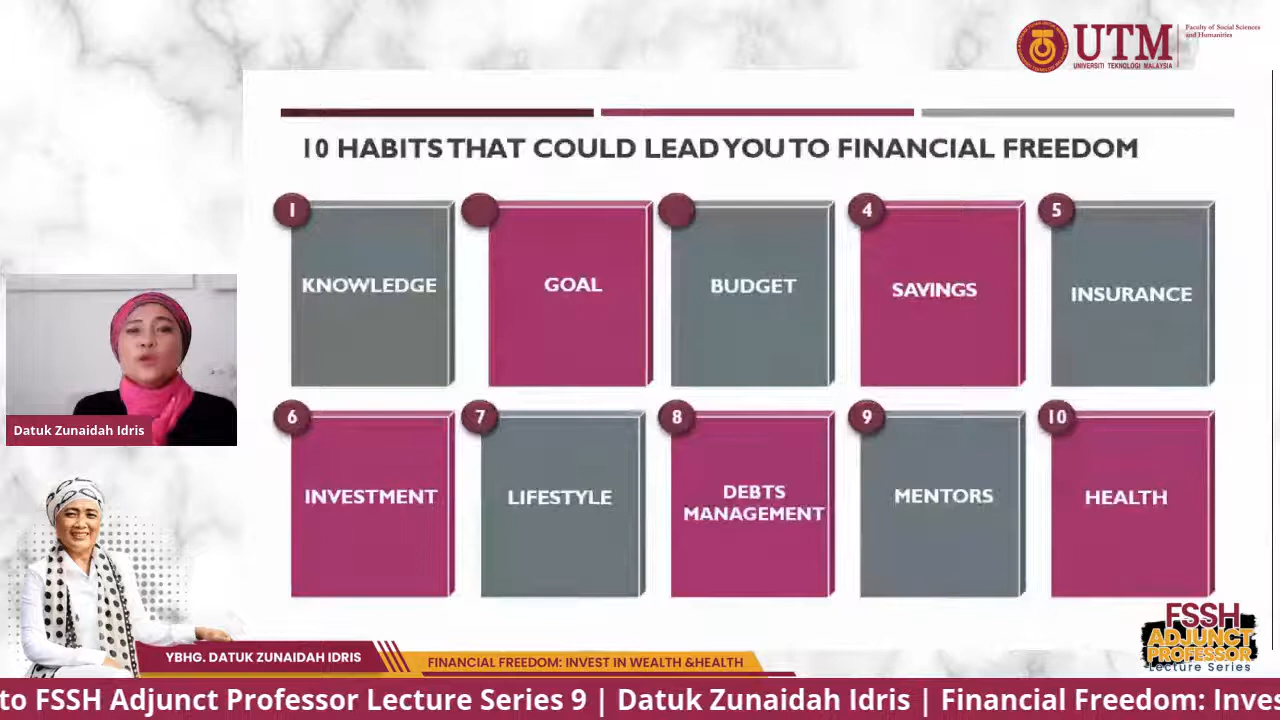 UTM
UNIVERSITI TEKNOLOGI MALAYSIA
Faculty of Social Sciences
and Humanities
10 HABITS THAT COULD LEAD YOU TO FINANCIAL FREEDOM
1
KNOWLEDGE
GOAL
BUDGET
4
SAVINGS
5
INSURANCE
6
INVESTMENT
7
LIFESTYLE
8
DEBTS
MANAGEMENT
9
MENTORS
10
HEALTH
Datuk Zunaidah Idris
YBHG. DATUK ZUNAIDAH IDRIS
FINANCIAL FREEDOM: INVEST IN WEALTH &HEALTH
FSSH
ADJUNCT
PROFESSOR
Lecture Series
to FSSH Adjunct Professor Lecture Series 9 | Datuk Zunaidah Idris | Financial Freedom: Inves